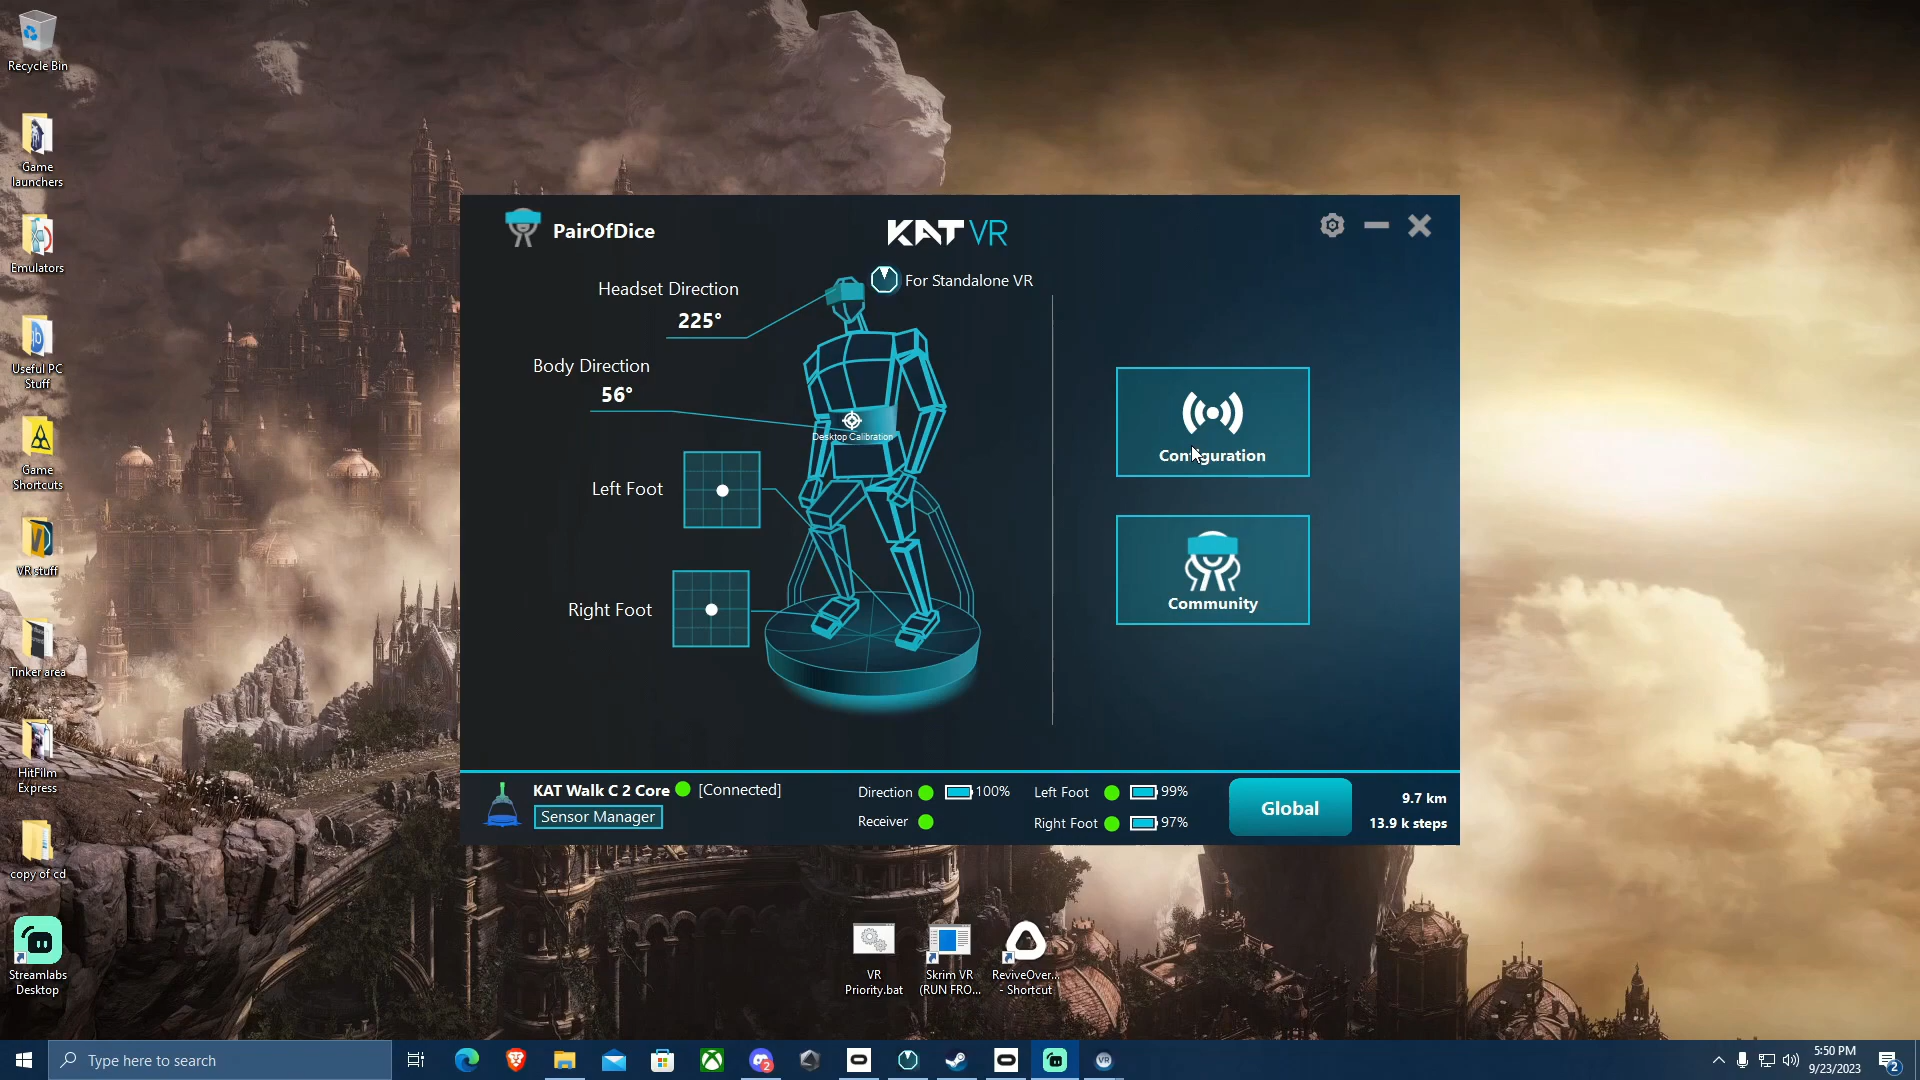 Recycle Bin
Game
launchers
Emulators
Useful PC
Stuff
Game
Shortcuts
VR stuff
Tinker area
HitFilm
Express
copy of cd
Streamlabs
Desktop
PairOfDice
KAT VR
For Standalone VR
Headset Direction
225°
Body Direction
56°
Desktop Calibration
Left Foot
Right Foot
Configuration
Community
KAT Walk C 2 Core
[Connected]
Sensor Manager
Direction
100%
Receiver
Left Foot
99%
Right Foot
97%
Global
9.7 km
13.9 k steps
VR
Priority.bat
Skrim VR
(RUN FRO...
ReviveOver...
- Shortcut
Type here to search
2
VR
5:50 PM
9/23/2023
2